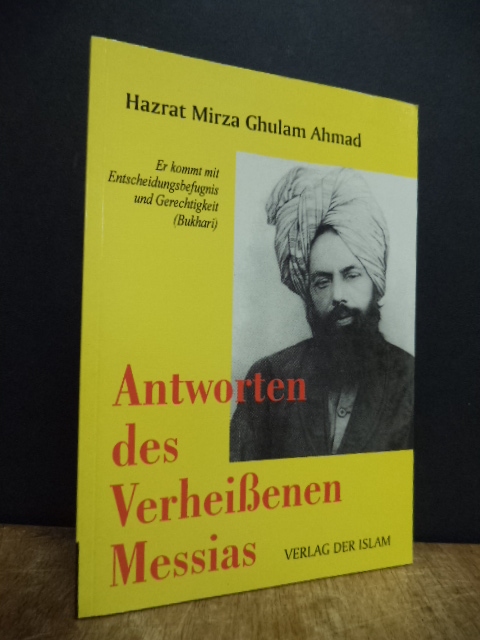 Hazrat Mirza Ghulam Ahmad
Er kommt mit
Entscheidungsbefugnis
und Gerechtigkeit
(Bukhari)
Antworten
des
Verheißenen
Messias
VERLAG DER ISLAM